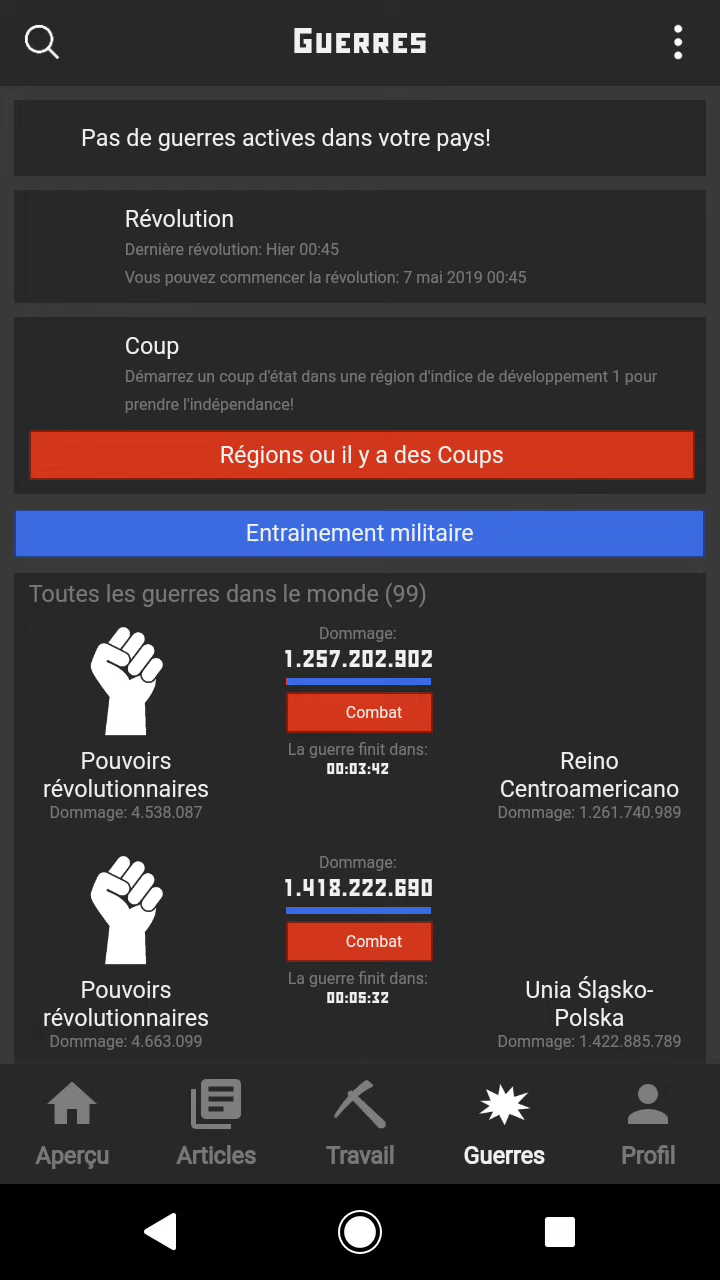 Guerres
Pas de guerres actives dans votre pays!
Révolution
Dernière révolution: Hier 00:45
Vous pouvez commencer la révolution: 7 mai 2019 00:45
Coup
Démarrez un coup d'état dans une région d'indice de développement 1 pour
prendre l'indépendance!
Régions ou il y a des Coups
Entrainement militaire
Toutes les guerres dans le monde (99)
Dommage:
1.257.202.902
Combat
La guerre finit dans:
00:03:42
Pouvoirs
révolutionnaires
Dommage: 4.538.087
Reino
Centroamericano
Dommage: 1.261.740.989
Dommage:
1.418.222.690
Combat
La guerre finit dans:
00:05:32
Pouvoirs
révolutionnaires
Dommage: 4.663.099
Unia Śląsko-
Polska
Dommage: 1.422.885.789
Aperçu
Articles
Travail
Guerres
Profil